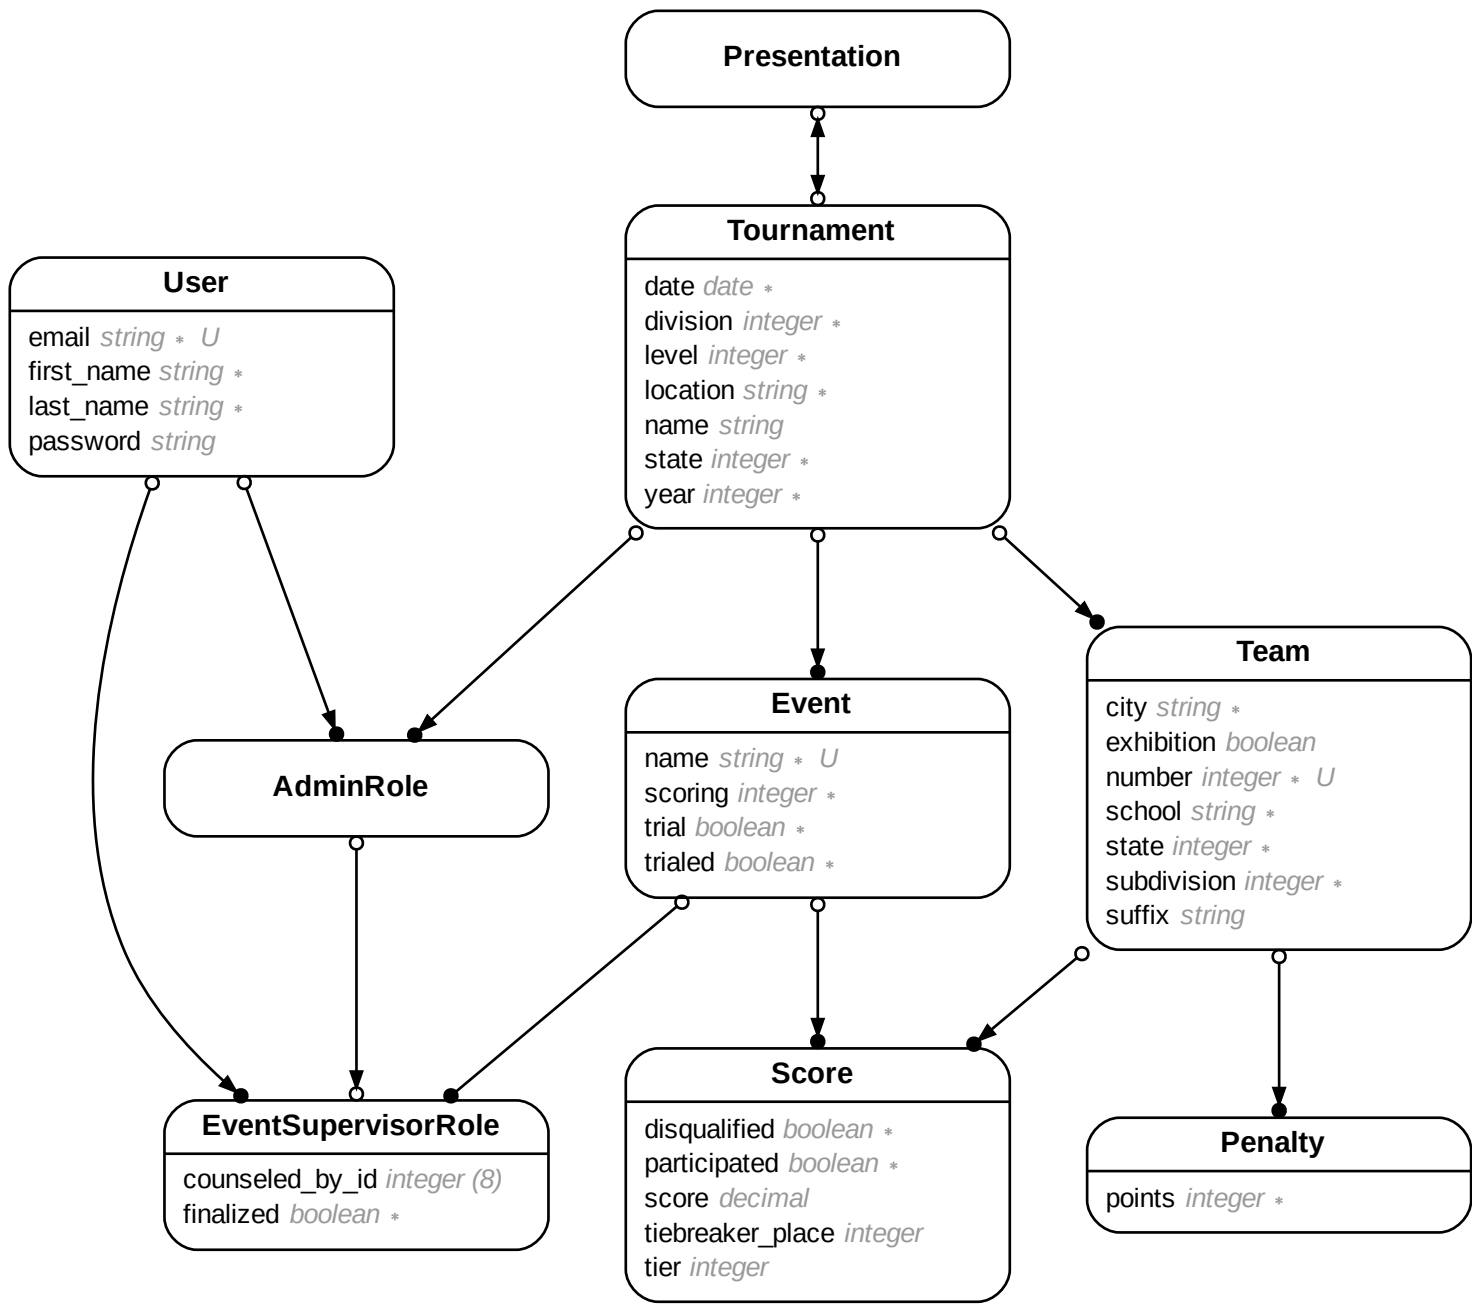 Presentation
Tournament
date date *
division integer *
level integer *
location string *
name string
state integer *
year integer *
User
email string * U
first_name string *
last_name string *
password string
Team
city string *
exhibition boolean
number integer * U
school string *
state integer *
subdivision integer *
suffix string
Event
name string * U
scoring integer *
trial boolean *
trialed boolean *
AdminRole
EventSupervisorRole
counseled_by_id integer (8)
finalized boolean *
Score
disqualified boolean *
participated boolean *
score decimal
tiebreaker_place integer
tier integer
Penalty
points integer *